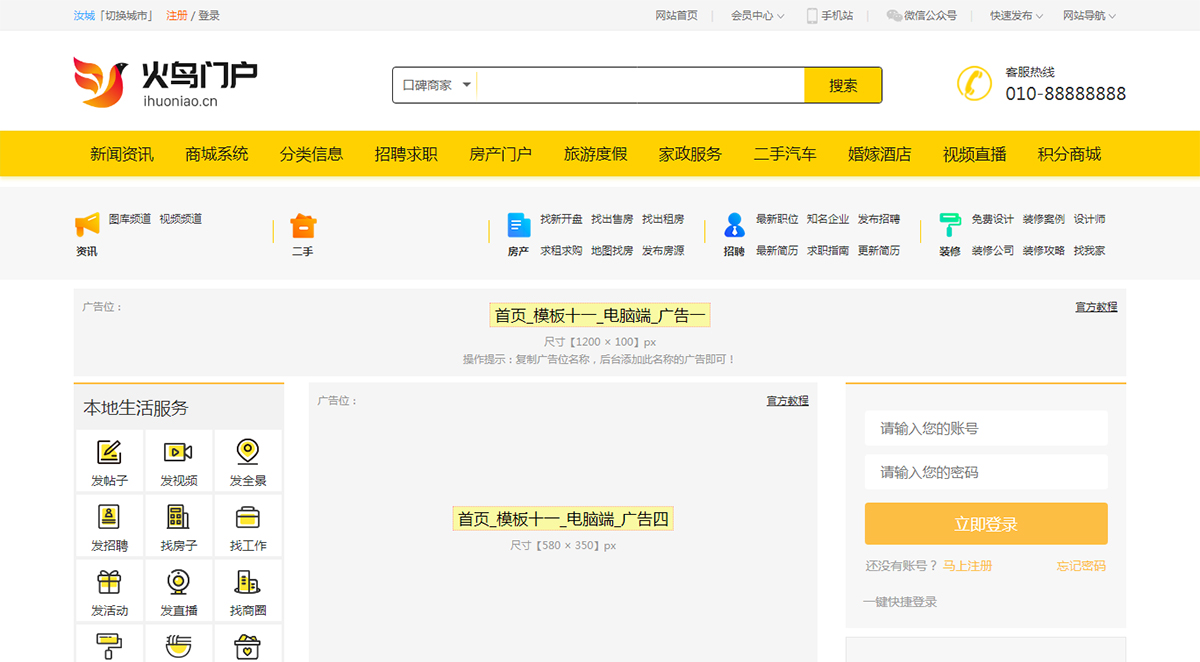 汝城「切换城市」 注册 / 登录 网站首页 会员中心 手机站 微信公众号 快速发布 网站导航
火鸟门户
ihuoniao.cn
口碑商家 搜索
客服热线
010-88888888
新闻资讯 商城系统 分类信息 招聘求职 房产门户 旅游度假 家政服务 二手汽车 婚嫁酒店 视频直播 积分商城
图库频道 视频频道 找新开盘 找出售房 找出租房 最新职位 知名企业 发布招聘 免费设计 装修案例 设计师
资讯 二手 房产 求租求购 地图找房 发布房源 招聘 最新简历 求职指南 更新简历 装修 装修公司 装修攻略 找我家
广告位：
首页_模板十一_电脑端_广告一
官方教程
尺寸【1200 × 100】px
操作提示：复制广告位名称，后台添加此名称的广告即可！
本地生活服务
发帖子 发视频 发全景
发招聘 找房子 找工作
发活动 发直播 找商圈
广告位：
官方教程
首页_模板十一_电脑端_广告四
尺寸【580 × 350】px
请输入您的账号
请输入您的密码
立即登录
还没有账号？马上注册 忘记密码
一键快捷登录